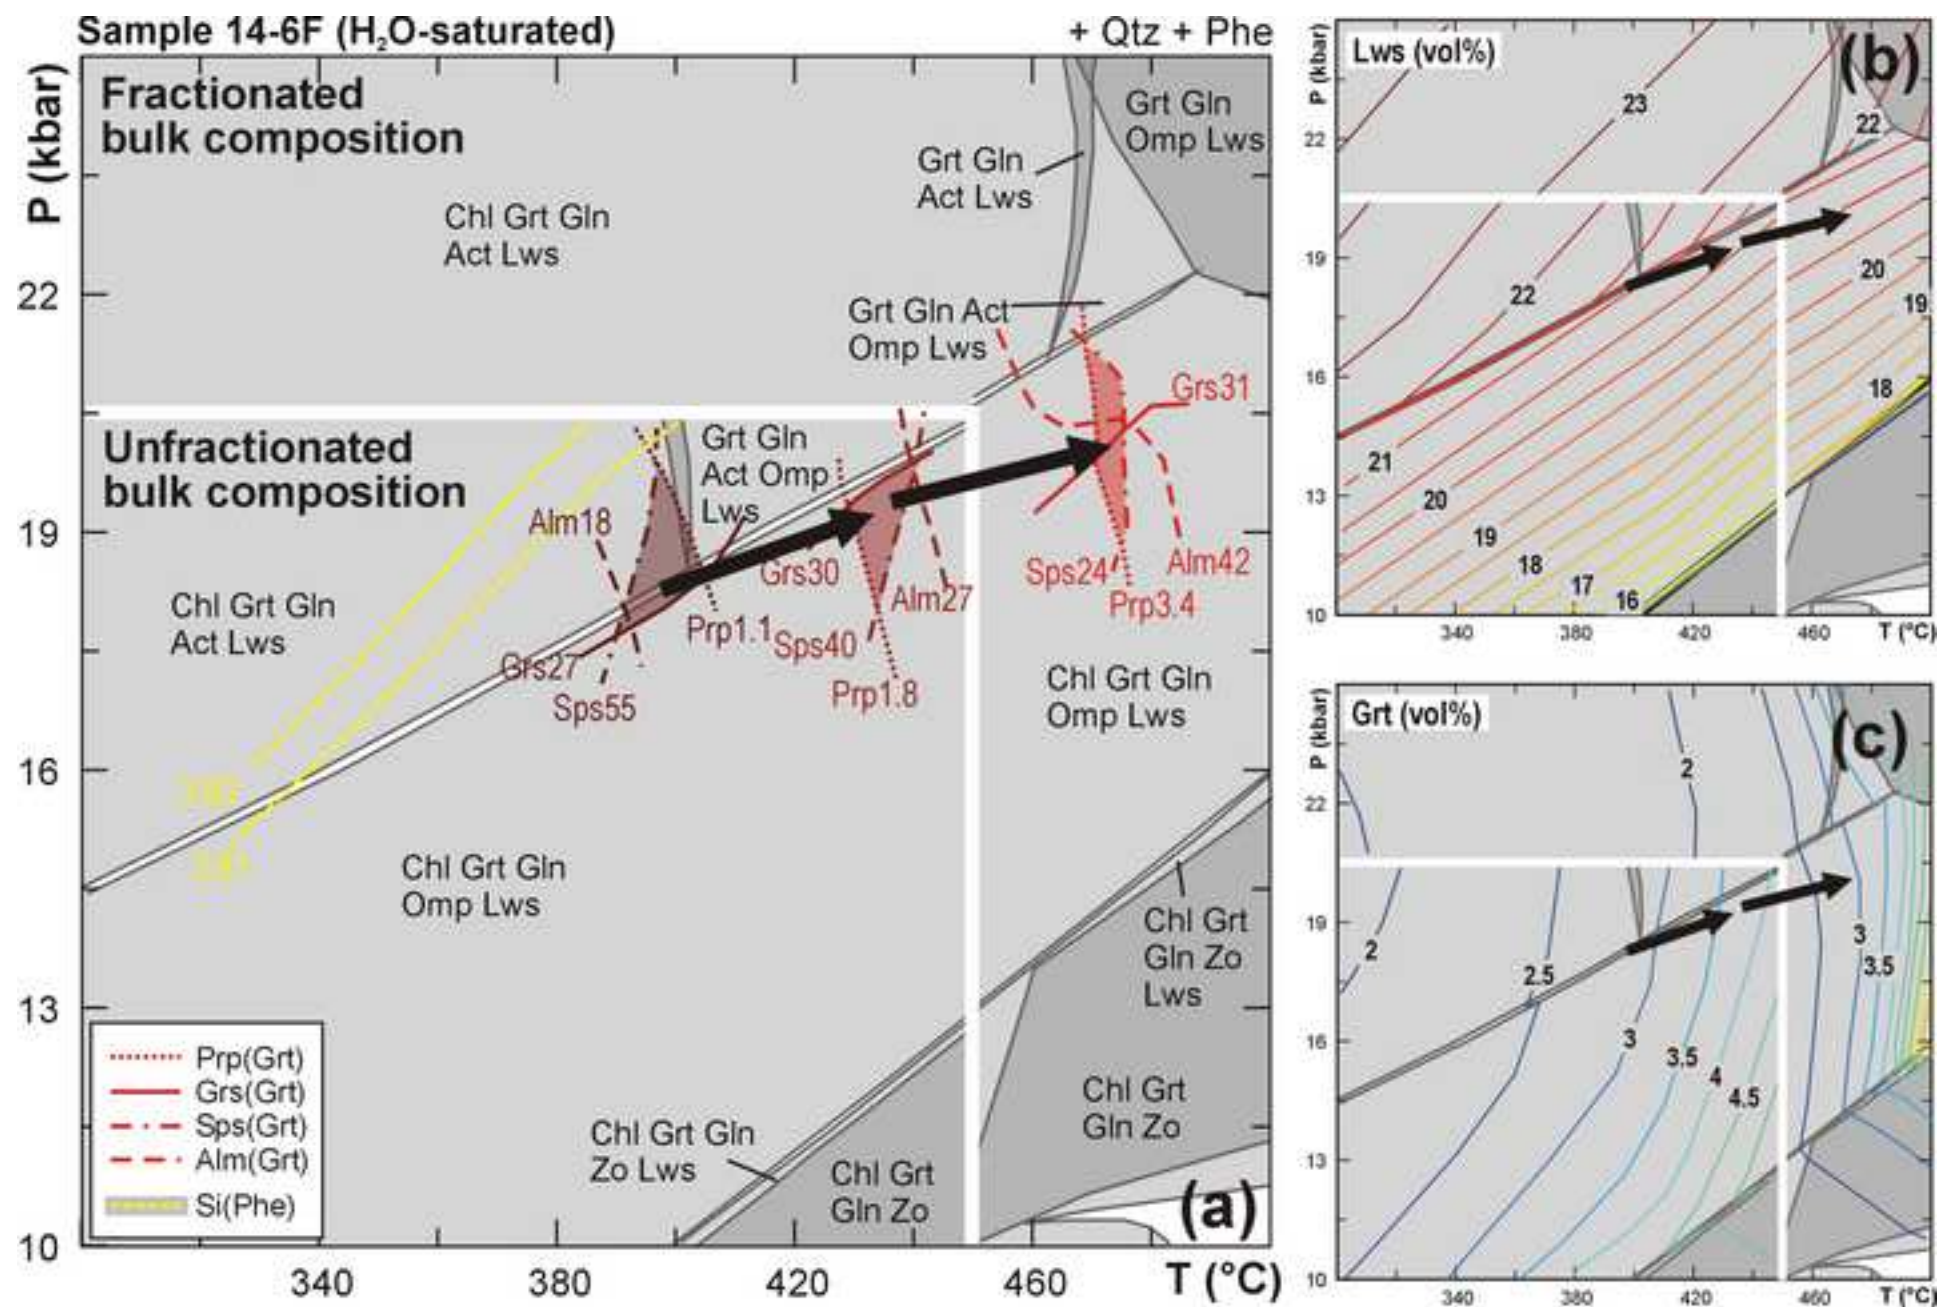 Sample 14-6F (H₂O-saturated)
+ Qtz + Phe
Fractionated
bulk composition
Grt Gln
Omp Lws
Grt Gln
Act Lws
Chl Grt Gln
Act Lws
Grt Gln Act
Omp Lws
Unfractionated
bulk composition
Grt Gln
Act Omp
Lws
Grs31
Alm18
Grs30
Sps24
Alm42
Alm27
Prp3.4
Chl Grt Gln
Act Lws
Prp1.1
Sps40
Grs27
Sps55
Prp1.8
Chl Grt Gln
Omp Lws
Chl Grt Gln
Omp Lws
Chl Grt
Gln Zo
Lws
Chl Grt
Gln Zo
Chl Grt Gln
Zo Lws
Chl Grt
Gln Zo
Prp(Grt)
Grs(Grt)
Sps(Grt)
Alm(Grt)
Si(Phe)
(a)
P (kbar)
22
19
16
13
10
340
380
420
460
T (°C)
Lws (vol%)
(b)
P (kbar)
22
19
16
13
10
23
22
22
20
19
18
21
20
19
18
17
16
340
380
420
460
T (°C)
Grt (vol%)
(c)
P (kbar)
22
19
16
13
10
2
2
2.5
3
3.5
3
3.5
4
4.5
340
380
420
460
T (°C)